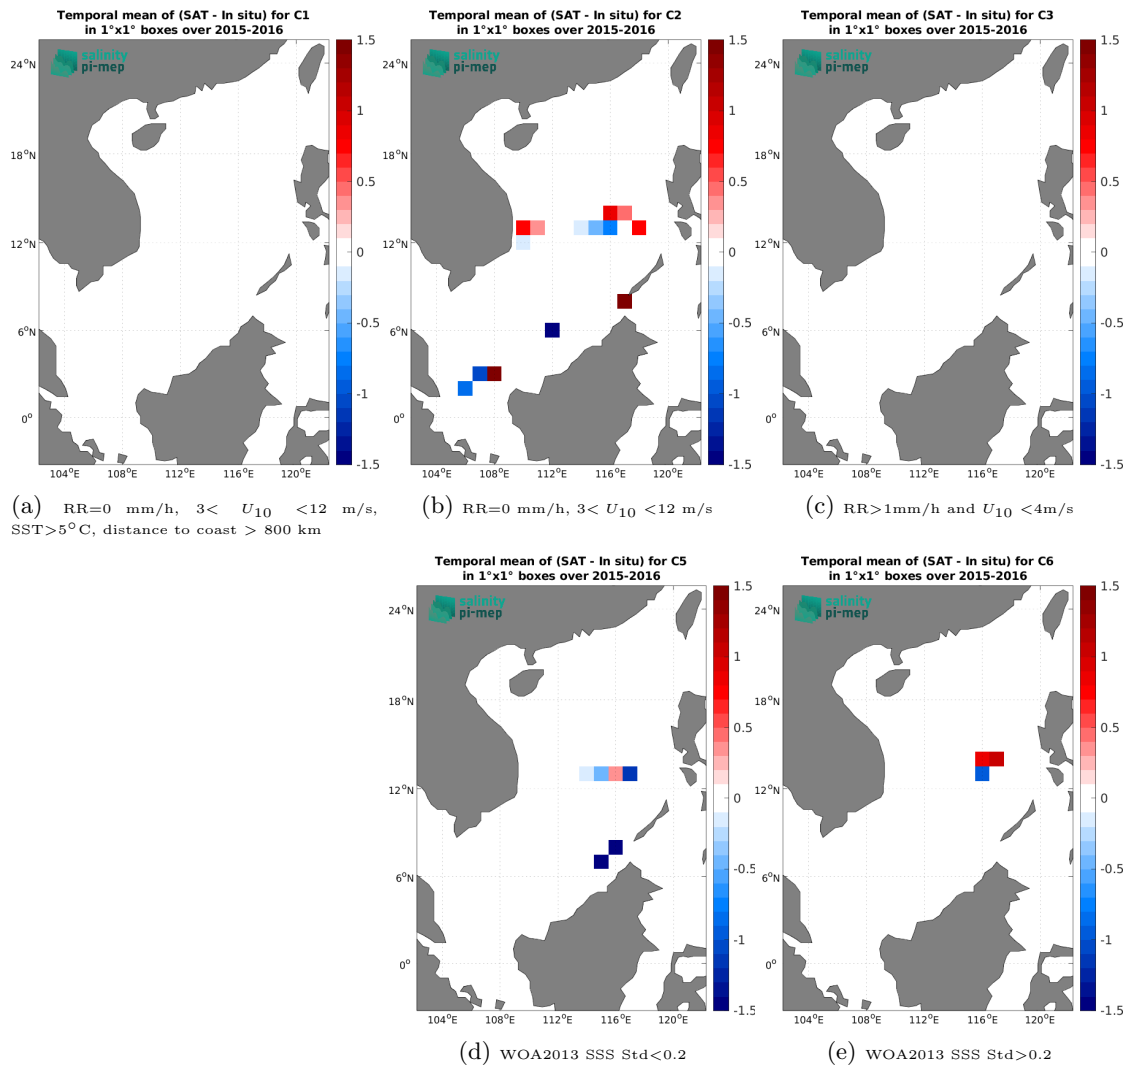 Temporal mean of (SAT - In situ) for C1
in 1°x1° boxes over 2015-2016
salinity
pi-mep
24°N
18°N
12°N
6°N
0°
104°E
108°E
112°E
116°E
120°E
1.5
1
0.5
0
-0.5
-1
-1.5
(a) RR=0 mm/h, 3< U10 <12 m/s,
SST>5°C, distance to coast > 800 km
Temporal mean of (SAT - In situ) for C2
in 1°x1° boxes over 2015-2016
salinity
pi-mep
24°N
18°N
12°N
6°N
0°
104°E
108°E
112°E
116°E
120°E
1.5
1
0.5
0
-0.5
-1
-1.5
(b) RR=0 mm/h, 3< U10 <12 m/s
Temporal mean of (SAT - In situ) for C3
in 1°x1° boxes over 2015-2016
salinity
pi-mep
24°N
18°N
12°N
6°N
0°
104°E
108°E
112°E
116°E
120°E
1.5
1
0.5
0
-0.5
-1
-1.5
(c) RR>1mm/h and U10 <4m/s
Temporal mean of (SAT - In situ) for C5
in 1°x1° boxes over 2015-2016
salinity
pi-mep
24°N
18°N
12°N
6°N
0°
104°E
108°E
112°E
116°E
120°E
1.5
1
0.5
0
-0.5
-1
-1.5
(d) WOA2013 SSS Std<0.2
Temporal mean of (SAT - In situ) for C6
in 1°x1° boxes over 2015-2016
salinity
pi-mep
24°N
18°N
12°N
6°N
0°
104°E
108°E
112°E
116°E
120°E
1.5
1
0.5
0
-0.5
-1
-1.5
(e) WOA2013 SSS Std>0.2